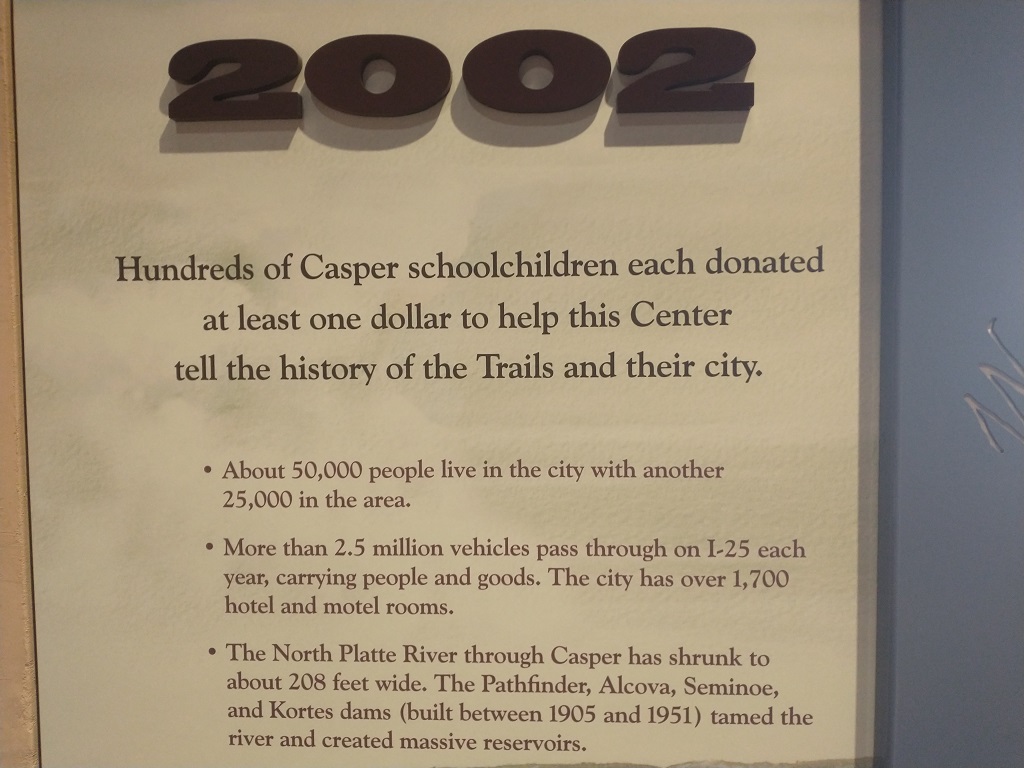 2002
Hundreds of Casper schoolchildren each donated
at least one dollar to help this Center
tell the history of the Trails and their city.
• About 50,000 people live in the city with another
25,000 in the area.
• More than 2.5 million vehicles pass through on I-25 each
year, carrying people and goods. The city has over 1,700
hotel and motel rooms.
• The North Platte River through Casper has shrunk to
about 208 feet wide. The Pathfinder, Alcova, Seminoe,
and Kortes dams (built between 1905 and 1951) tamed the
river and created massive reservoirs.